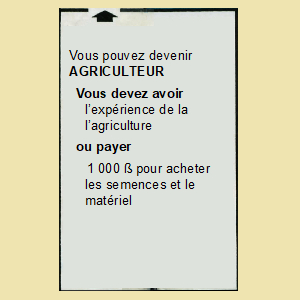 Vous pouvez devenir
AGRICULTEUR
Vous devez avoir
l'expérience de la
l'agriculture
ou payer
1 000 ß pour acheter
les semences et le
matériel